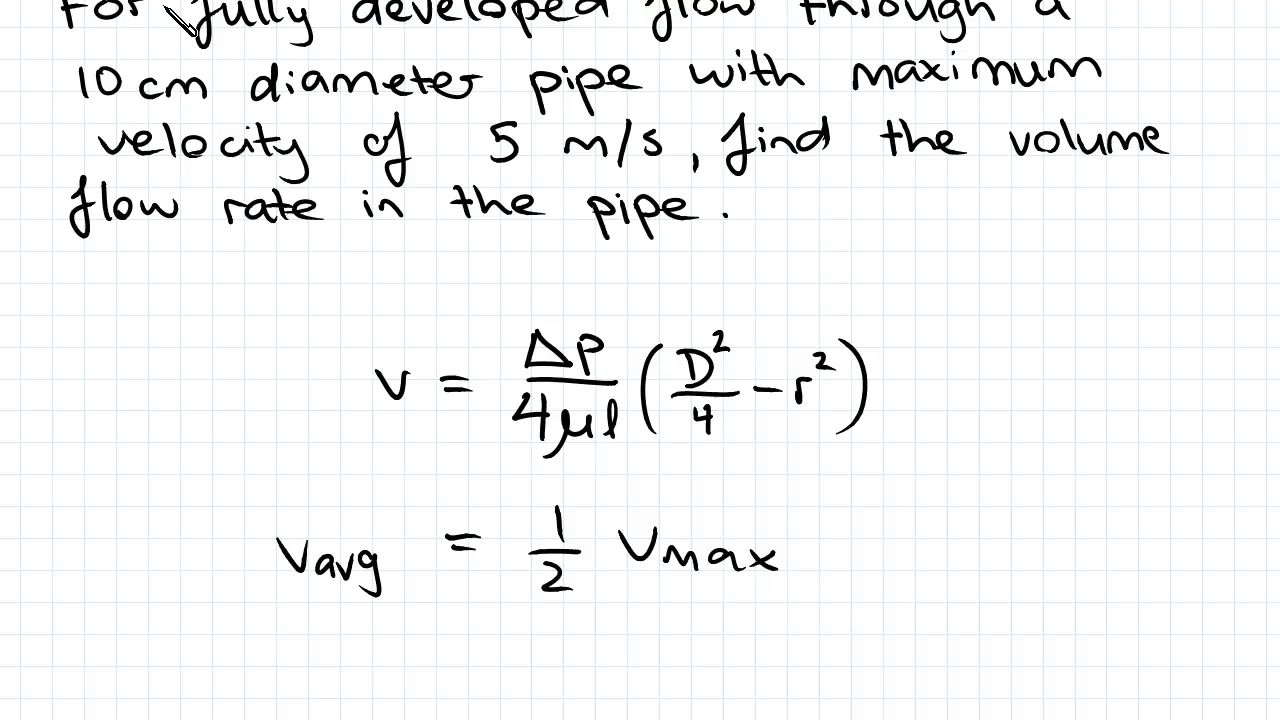 For fully developed flow through a
10 cm diameter pipe with maximum
velocity of 5 m/s, find the volume
flow rate in the pipe.
v = Δp/4μl (D²/4 − r²)
Vavg = 1/2 Vmax